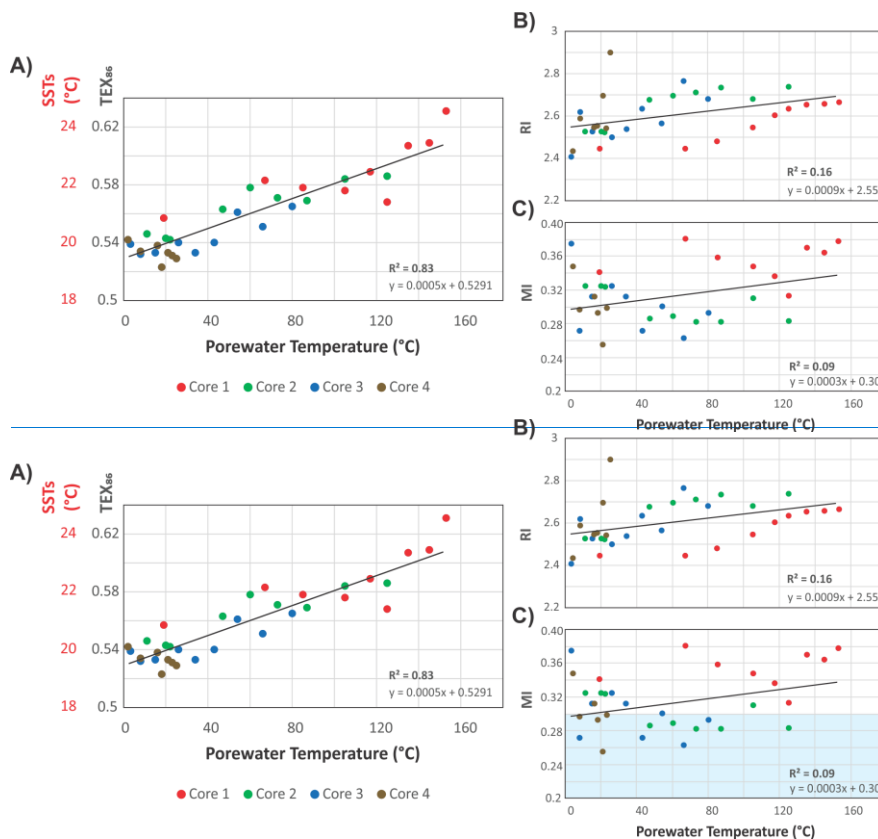 A)
SSTs (°C)
TEX86
24
22
20
18
0.62
0.58
0.54
0.5
R² = 0.83
y = 0.0005x + 0.5291
0 40 80 120 160
Porewater Temperature (°C)
Core 1 Core 2 Core 3 Core 4
B)
RI
3
2.8
2.6
2.4
2.2
R² = 0.16
y = 0.0009x + 2.55
C)
MI
0.40
0.36
0.32
0.28
0.24
0.2
R² = 0.09
y = 0.0003x + 0.30
0 40 80 120 160
Porewater Temperature (°C)
A)
SSTs (°C)
TEX86
24
22
20
18
0.62
0.58
0.54
0.5
R² = 0.83
y = 0.0005x + 0.5291
0 40 80 120 160
Porewater Temperature (°C)
Core 1 Core 2 Core 3 Core 4
B)
RI
3
2.8
2.6
2.4
2.2
R² = 0.16
y = 0.0009x + 2.55
C)
MI
0.40
0.36
0.32
0.28
0.24
0.2
R² = 0.09
y = 0.0003x + 0.30
0 40 80 120 160
Porewater Temperature (°C)